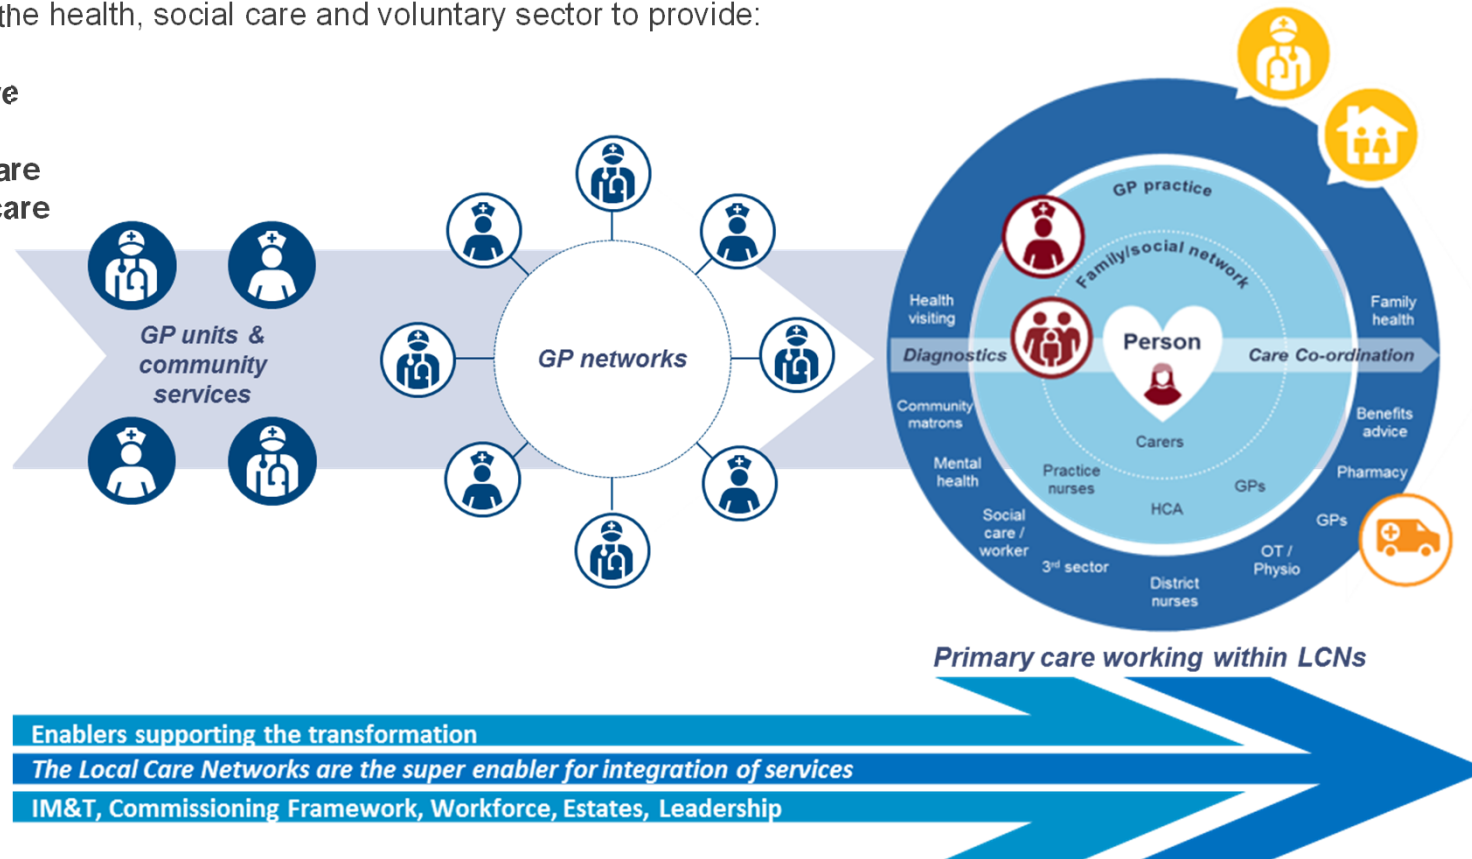 the health, social care and voluntary sector to provide:
care
GP units &
community
services
GP networks
GP practice
Family/social network
Person
Health
visiting
Family
health
Diagnostics
Care Co-ordination
Community
matrons
Benefits
advice
Carers
Mental
health
Practice
nurses
GPs
Pharmacy
HCA
Social
care /
worker
GPs
3rd sector
OT /
Physio
District
nurses
Primary care working within LCNs
Enablers supporting the transformation
The Local Care Networks are the super enabler for integration of services
IM&T, Commissioning Framework, Workforce, Estates, Leadership